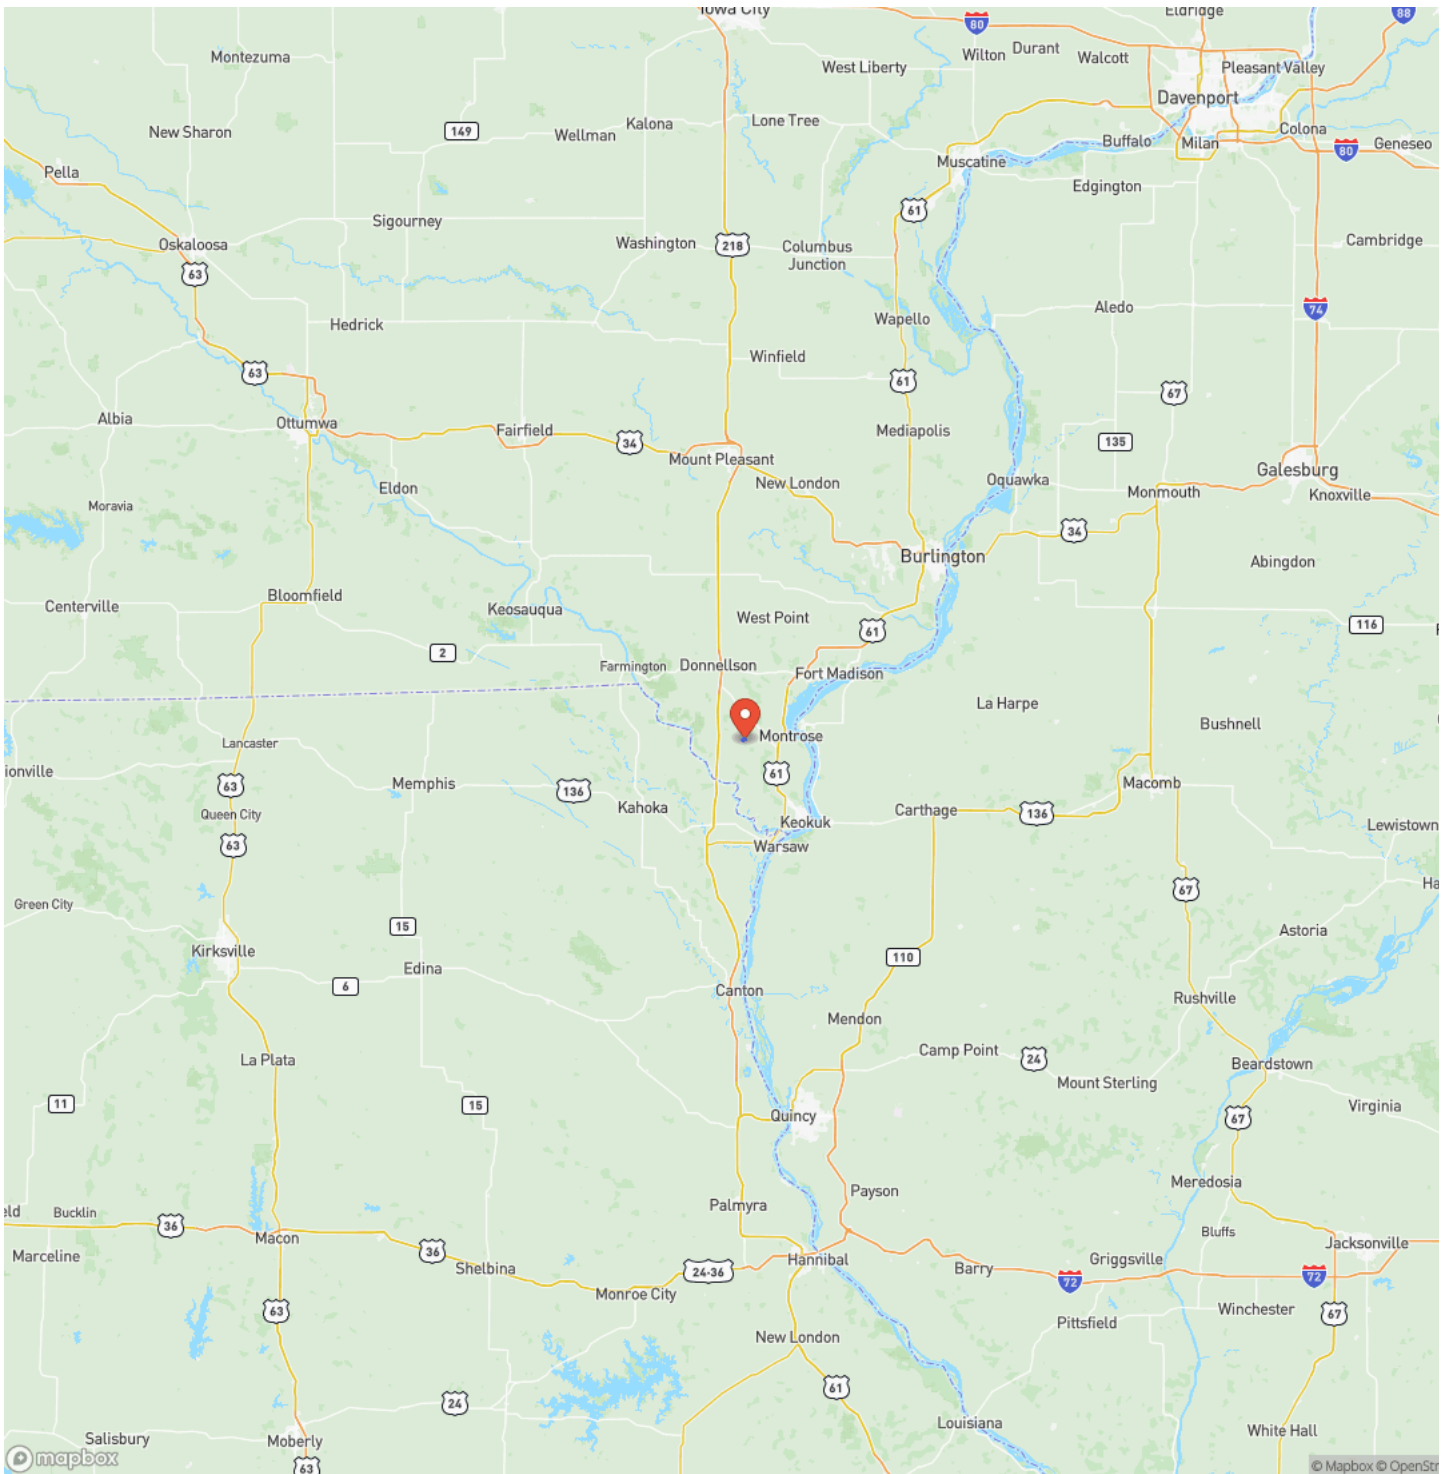 Iowa City
80
Eldridge
88
Montezuma
Wilton
Durant
Walcott
West Liberty
Pleasant Valley
Davenport
New Sharon
149
Wellman
Kalona
Lone Tree
Buffalo
Milan
Colona
80
Geneseo
Pella
Muscatine
Edgington
Sigourney
61
Oskaloosa
Washington
218
Columbus
Junction
Cambridge
63
Hedrick
Wapello
Aledo
74
Winfield
63
61
67
Albia
Ottumwa
Fairfield
34
Mediapolis
135
Mount Pleasant
Galesburg
New London
Oquawka
Monmouth
Knoxville
Eldon
Moravia
34
Burlington
Abingdon
Centerville
Bloomfield
Keosauqua
West Point
61
116
2
Farmington
Donnellson
Fort Madison
La Harpe
Bushnell
Montrose
Lancaster
ionville
61
Memphis
136
Macomb
63
Queen City
Kahoka
Carthage
136
Keokuk
Lewistown
63
Warsaw
67
Ha
Green City
15
Astoria
Kirksville
110
Edina
6
Canton
Rushville
Mendon
La Plata
Camp Point
24
Mount Sterling
Beardstown
11
15
Quincy
67
Virginia
Meredosia
Palmyra
Payson
eld
Bucklin
36
Macon
36
Bluffs
Jacksonville
Marceline
Shelbina
24-36
Hannibal
Barry
72
Griggsville
72
Monroe City
63
Winchester
67
Pittsfield
New London
61
24
Louisiana
Salisbury
Moberly
White Hall
mapbox
63
© Mapbox © OpenStr